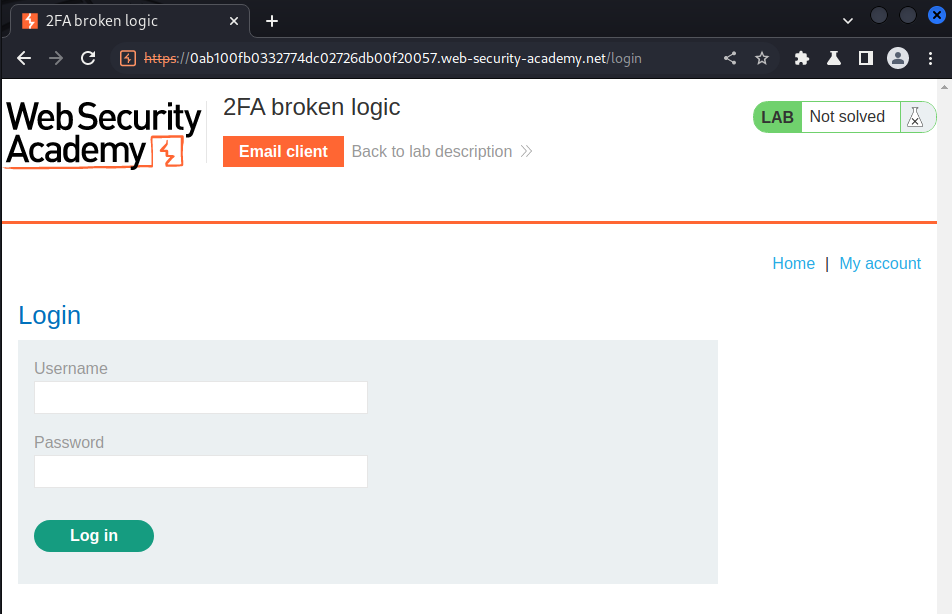 2FA broken logic
https://0ab100fb0332774dc02726db00f20057.web-security-academy.net/login
Web Security
Academy
2FA broken logic
Email client
Back to lab description
LAB
Not solved
Home | My account
Login
Username
Password
Log in